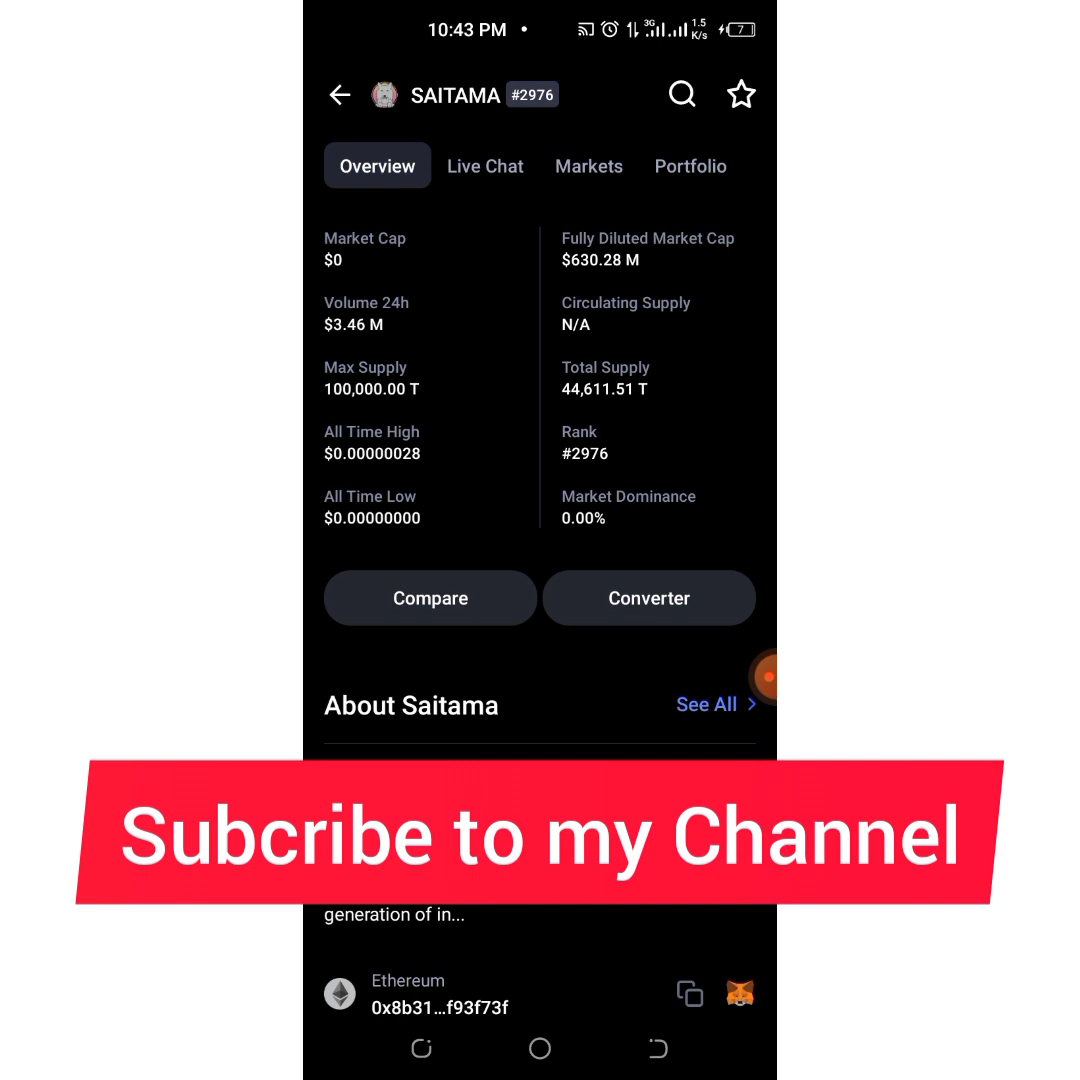 10:43 PM • 3G 1.5 K/s 7
SAITAMA #2976
Overview Live Chat Markets Portfolio
Market Cap Fully Diluted Market Cap
$0 $630.28 M
Volume 24h Circulating Supply
$3.46 M N/A
Max Supply Total Supply
100,000.00 T 44,611.51 T
All Time High Rank
$0.00000028 #2976
All Time Low Market Dominance
$0.00000000 0.00%
Compare Converter
About Saitama See All
Subcribe to my Channel
generation of in...
Ethereum
0x8b31...f93f73f